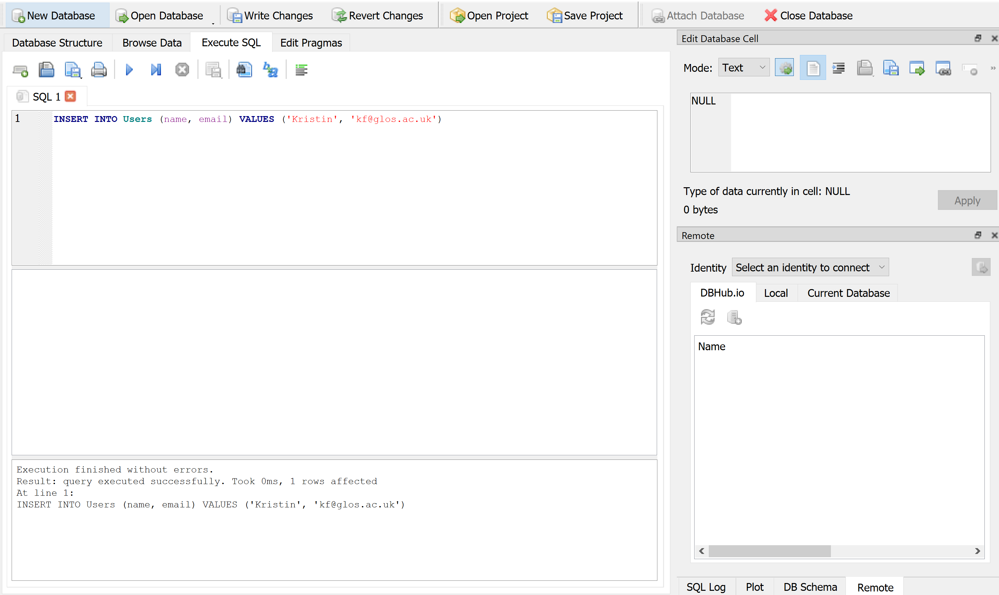 New Database Open Database Write Changes Revert Changes Open Project Save Project Attach Database Close Database
Database Structure Browse Data Execute SQL Edit Pragmas
SQL 1
1 INSERT INTO Users (name, email) VALUES ('Kristin', 'kf@glos.ac.uk')
Execution finished without errors.
Result: query executed successfully. Took 0ms, 1 rows affected
At line 1:
INSERT INTO Users (name, email) VALUES ('Kristin', 'kf@glos.ac.uk')
Edit Database Cell
Mode: Text
NULL
Type of data currently in cell: NULL
0 bytes
Apply
Remote
Identity Select an identity to connect
DBHub.io Local Current Database
Name
SQL Log Plot DB Schema Remote